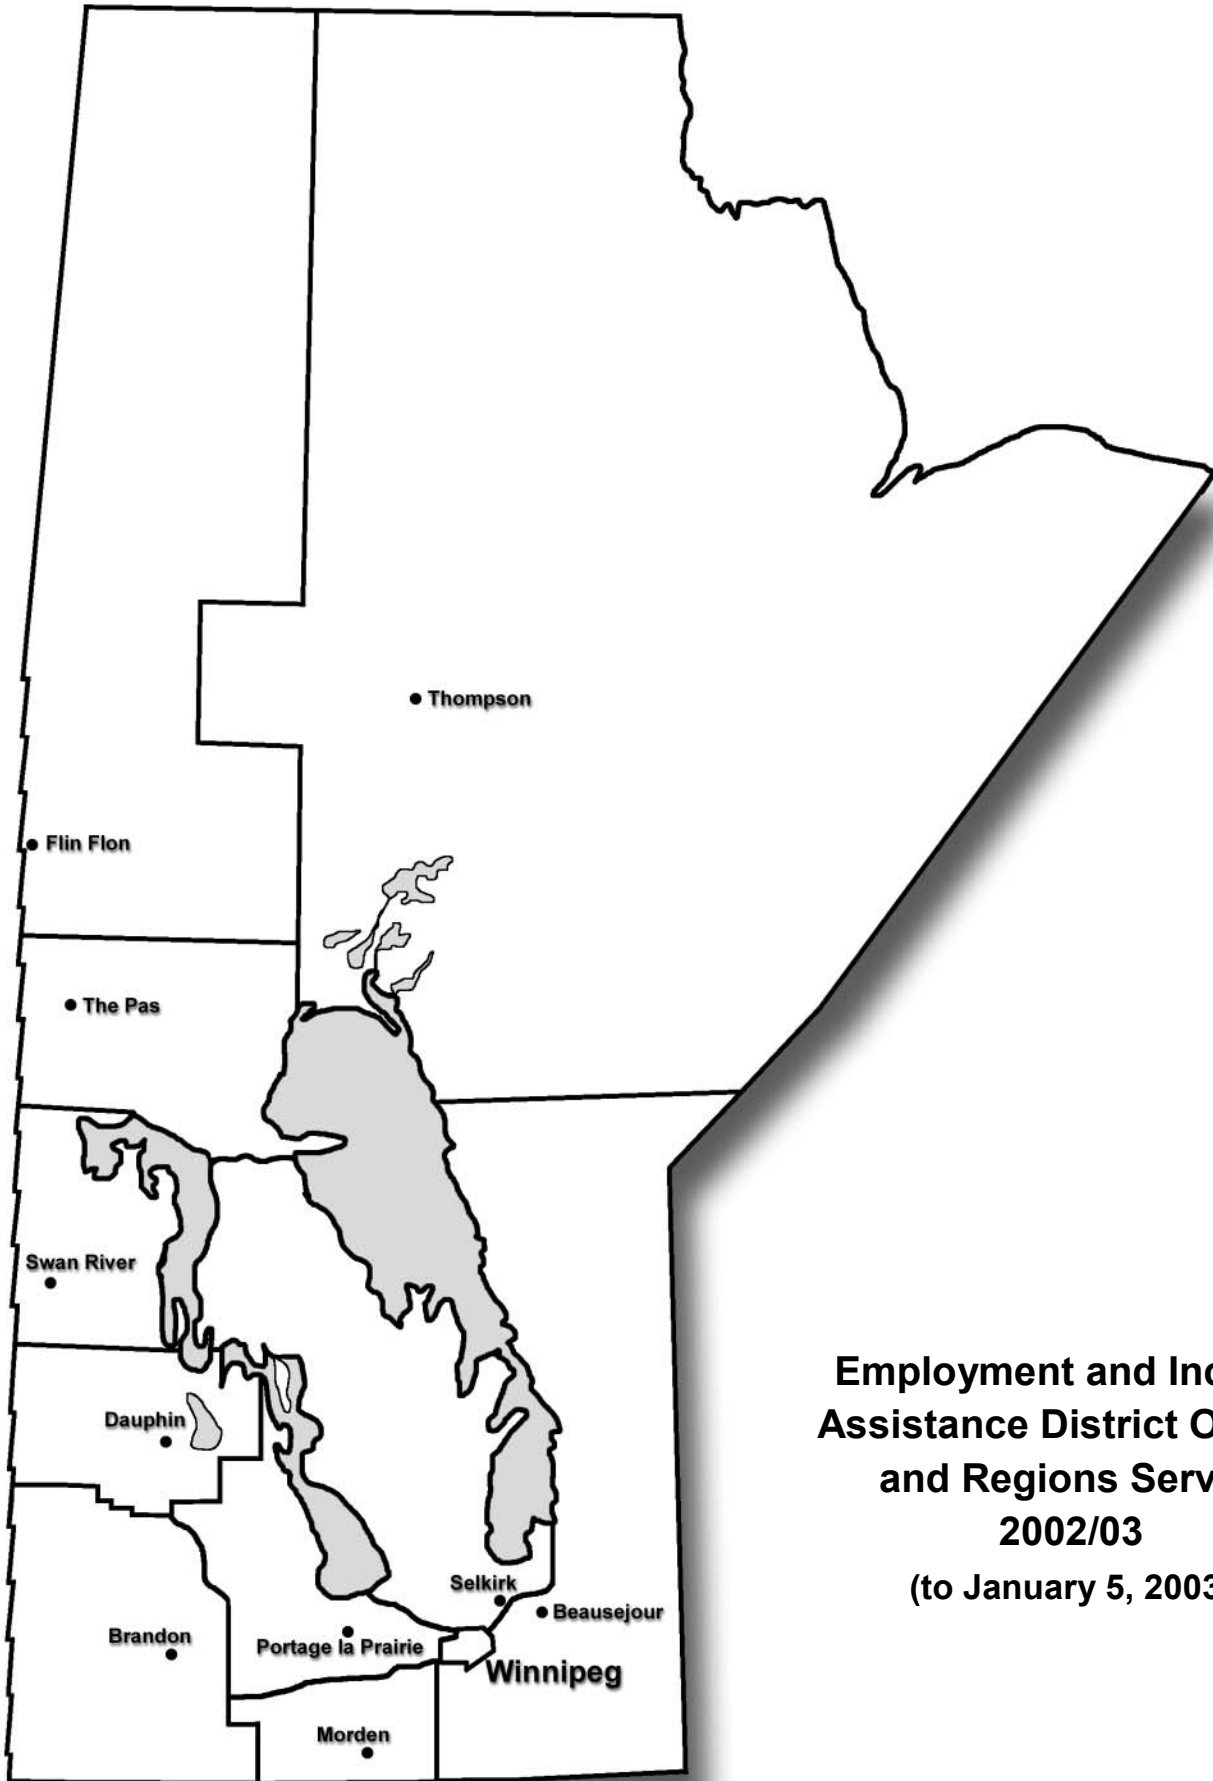 Thompson
Flin Flon
The Pas
Swan River
Dauphin
Employment and Inc
Assistance District O
and Regions Serv
2002/03
(to January 5, 2003
Selkirk
Beausejour
Brandon
Portage la Prairie
Winnipeg
Morden